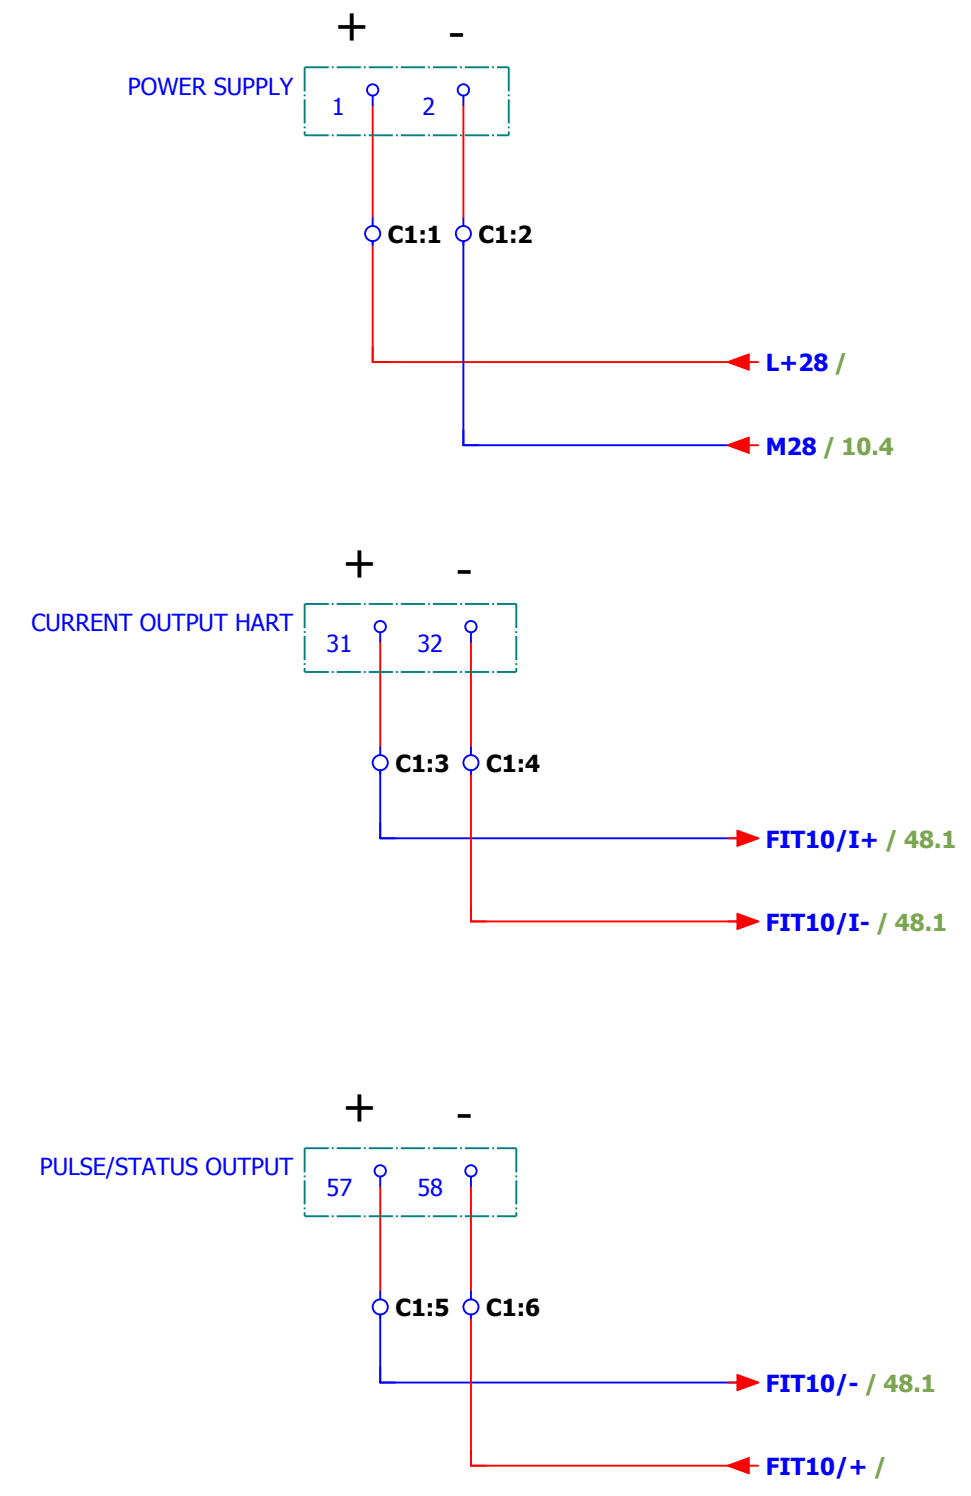 + -
POWER SUPPLY
1 2
C1:1 C1:2
L+28 /
M28 / 10.4
+ -
CURRENT OUTPUT HART
31 32
C1:3 C1:4
FIT10/I+ / 48.1
FIT10/I- / 48.1
+ -
PULSE/STATUS OUTPUT
57 58
C1:5 C1:6
FIT10/- / 48.1
FIT10/+ /